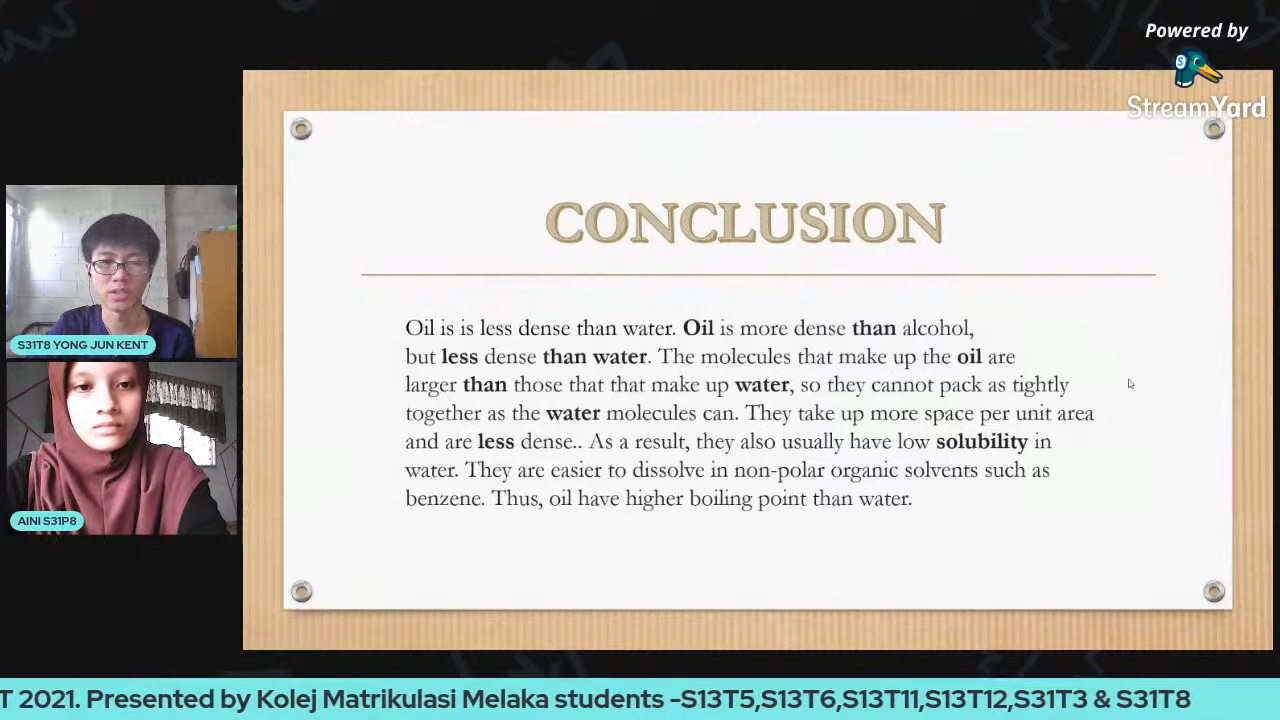 Powered by
StreamYard
CONCLUSION
Oil is is less dense than water. Oil is more dense than alcohol,
but less dense than water. The molecules that make up the oil are
larger than those that that make up water, so they cannot pack as tightly
together as the water molecules can. They take up more space per unit area
and are less dense.. As a result, they also usually have low solubility in
water. They are easier to dissolve in non-polar organic solvents such as
benzene. Thus, oil have higher boiling point than water.
S31T8 YONG JUN KENT
AINI S31P8
T 2021. Presented by Kolej Matrikulasi Melaka students -S13T5,S13T6,S13T11,S13T12,S31T3 & S31T8